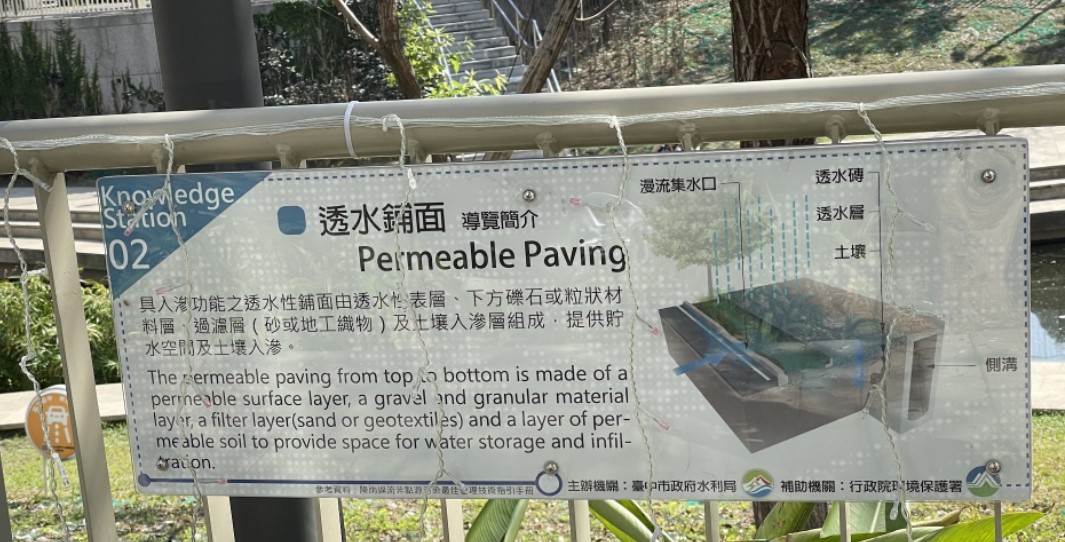 Knowledge
Station
02
透水鋪面 導覽簡介
Permeable Paving
具入滲功能之透水性鋪面由透水性表層、下方礫石或粒狀材
料層、過濾層(砂或地工織物)及土壤入滲層組成,提供貯
水空間及土壤入滲。
The permeable paving from top to bottom is made of a
permeable surface layer, a gravel and granular material
layer, a filter layer(sand or geotextiles) and a layer of per-
meable soil to provide space for water storage and infil-
tration.
漫流集水口
透水磚
透水層
土壤
側溝
參考資料:
主辦機關:臺中市政府水利局
補助機關:行政院環境保護署